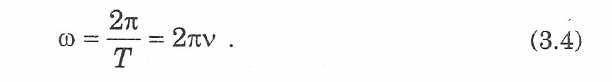 ω = 2π/T = 2πν . (3.4)